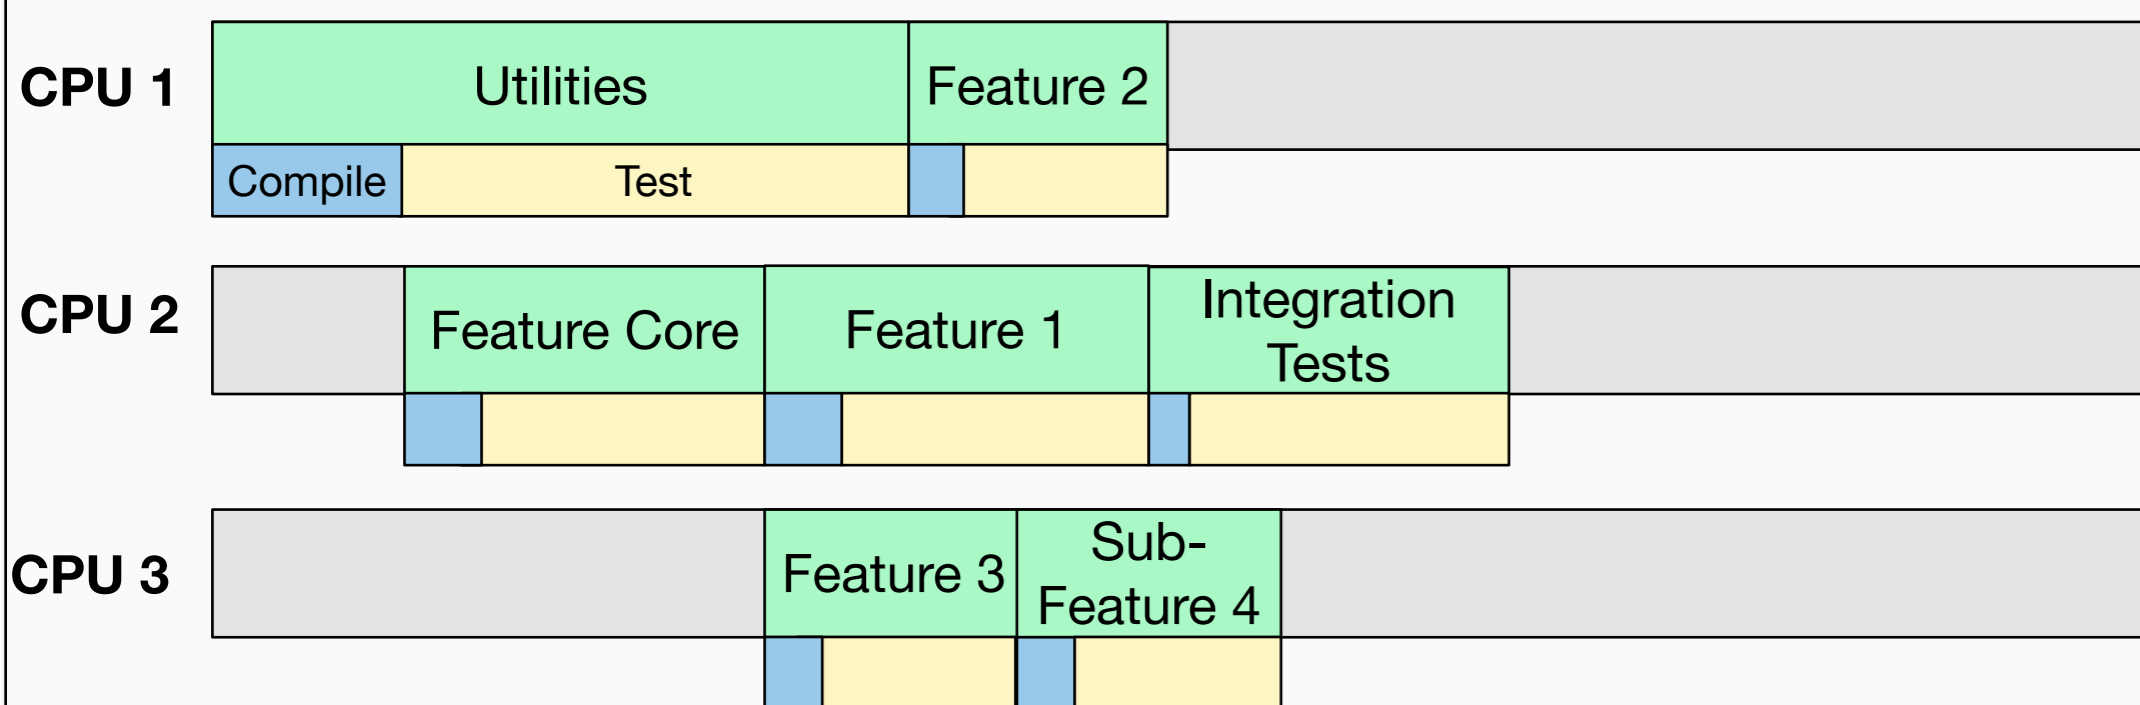 CPU 1
Utilities
Feature 2
Compile
Test
CPU 2
Feature Core
Feature 1
Integration
Tests
CPU 3
Feature 3
Sub-
Feature 4